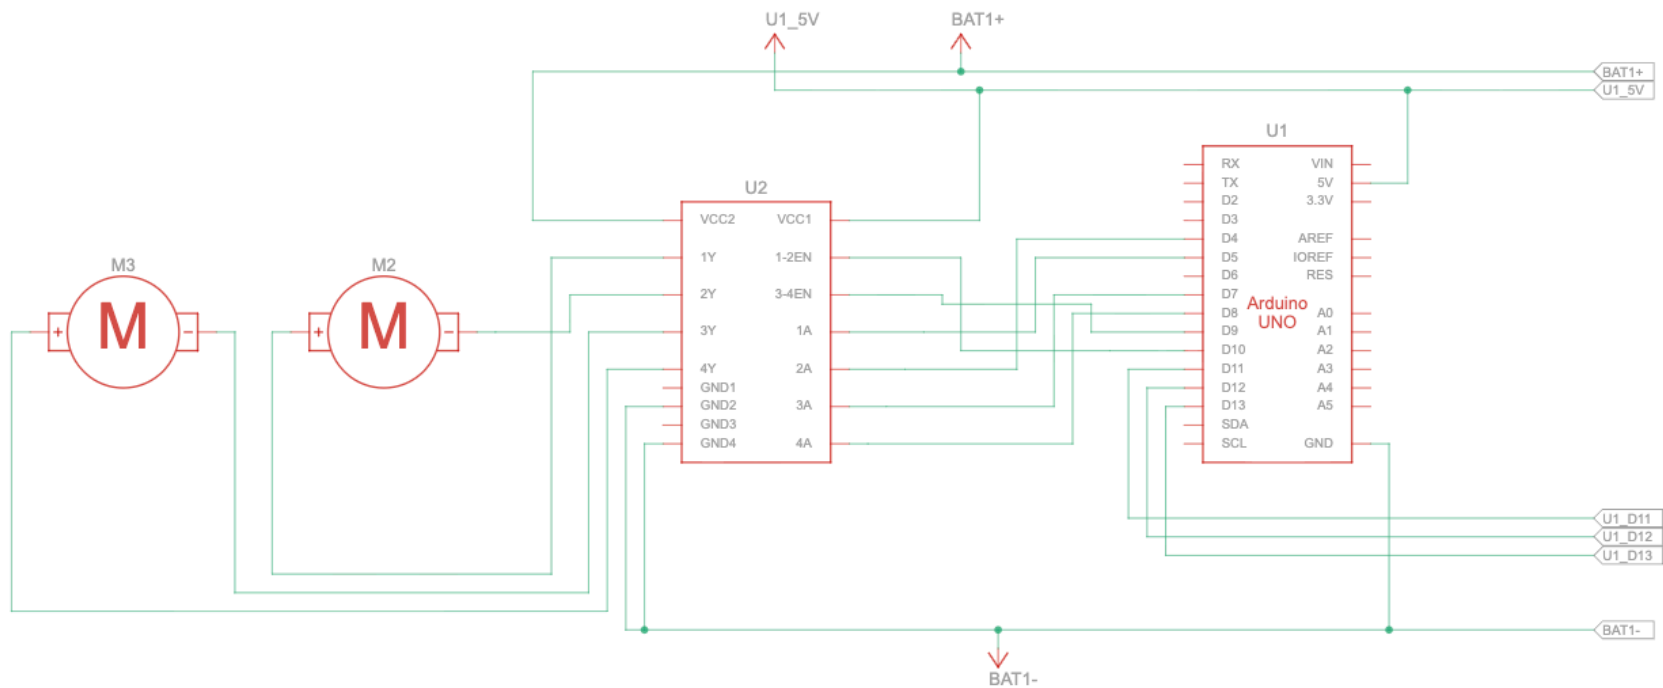 U1_5V
BAT1+
BAT1+
U1_5V
U1
U2
M3
M2
M
+
-
M
+
-
VCC2
VCC1
1Y
1-2EN
2Y
3-4EN
3Y
1A
4Y
2A
GND1
GND2
3A
GND3
GND4
4A
RX
VIN
TX
5V
D2
3.3V
D3
D4
AREF
D5
IOREF
D6
RES
D7
Arduino
UNO
D8
A0
D9
A1
D10
A2
D11
A3
D12
A4
D13
A5
SDA
SCL
GND
U1_D11
U1_D12
U1_D13
BAT1-
BAT1-